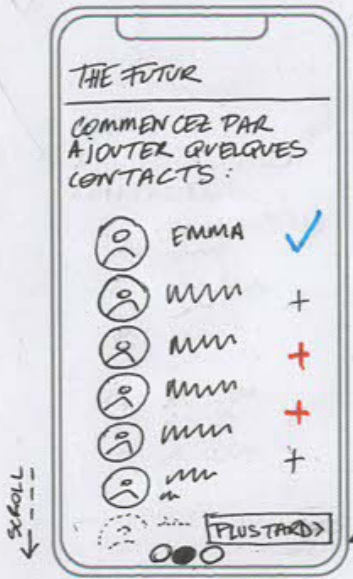 THE FUTUR
COMMENCEZ PAR
AJOUTER QUELQUES
CONTACTS :
EMMA
PLUS TARD>
SCROLL